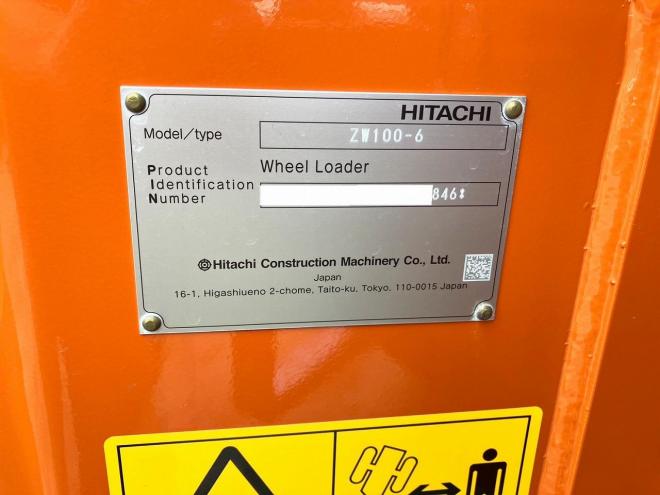 HITACHI
Model/type ZW100-6
Product Wheel Loader
Identification
Number 846*
Hitachi Construction Machinery Co., Ltd.
Japan
16-1, Higashiueno 2-chome, Taito-ku, Tokyo. 110-0015 Japan